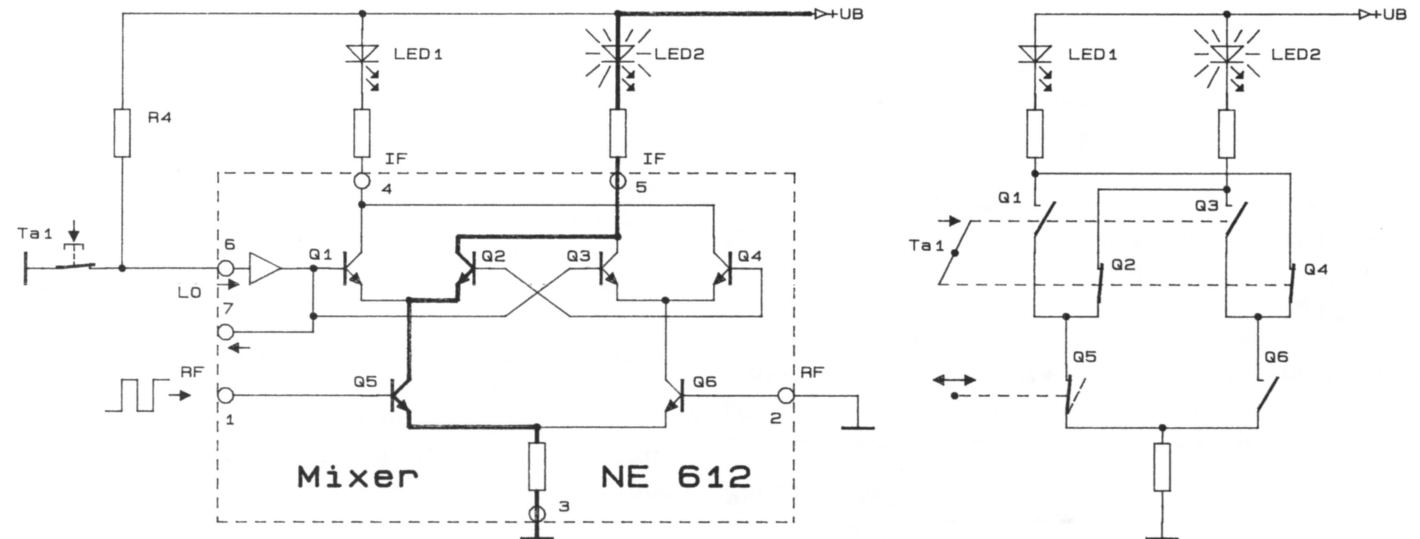 +UB
LED1
LED2
R4
IF
IF
4
5
Ta1
6
Q1
Q2
Q3
Q4
LO
7
RF
Q5
Q6
RF
1
2
Mixer
NE 612
3
+UB
LED1
LED2
Q1
Q3
Ta1
Q2
Q4
Q5
Q6